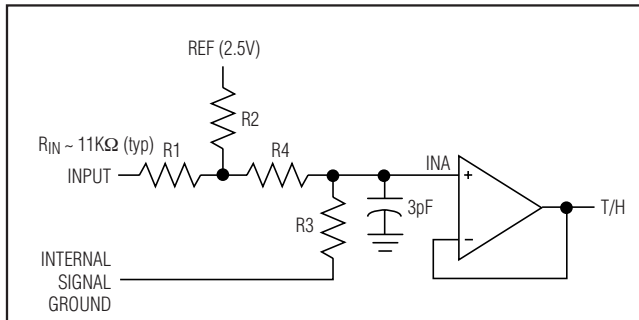 REF (2.5V)
R2
RIN ~ 11KΩ (typ)
R1
R4
INPUT
INA
+
T/H
3pF
−
R3
INTERNAL
SIGNAL
GROUND